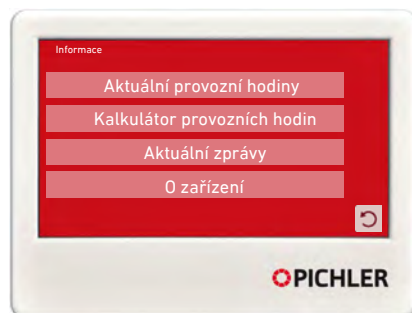 Informace
Aktuální provozní hodiny
Kalkulátor provozních hodin
Aktuální zprávy
O zařízení
PICHLER